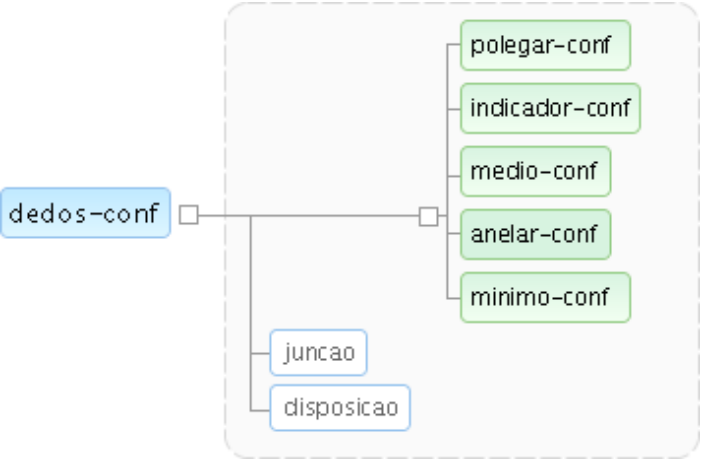 polegar-conf
indicador-conf
medio-conf
dedos-conf
anelar-conf
minimo-conf
juncao
disposicao